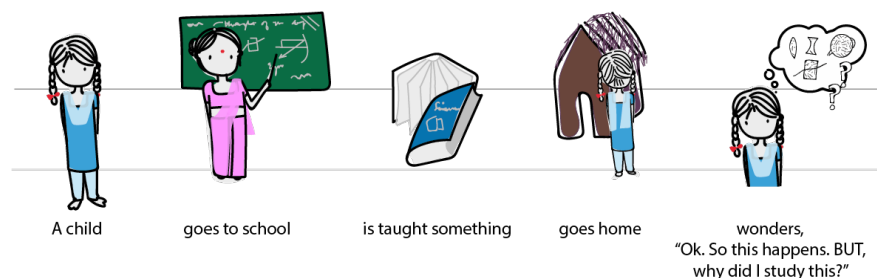 A child
goes to school
is taught something
goes home
wonders,
“Ok. So this happens. BUT,
why did I study this?”